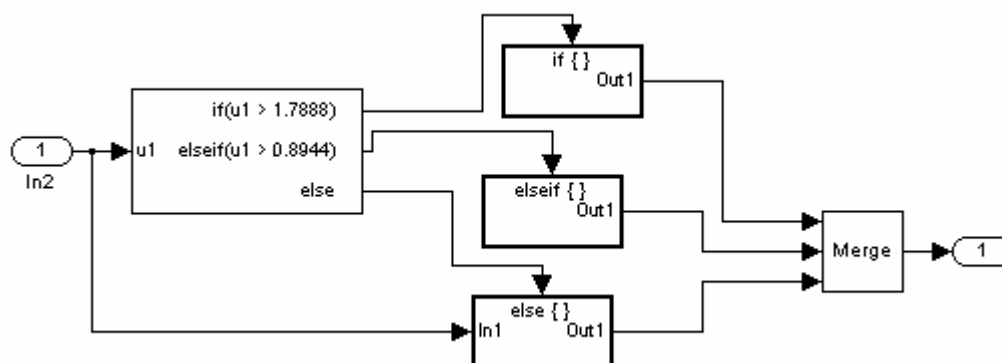 if { }
Out1
if(u1 > 1.7888)
1
u1
elseif(u1 > 0.8944)
In2
else
elseif { }
Out1
Merge
1
else { }
In1
Out1